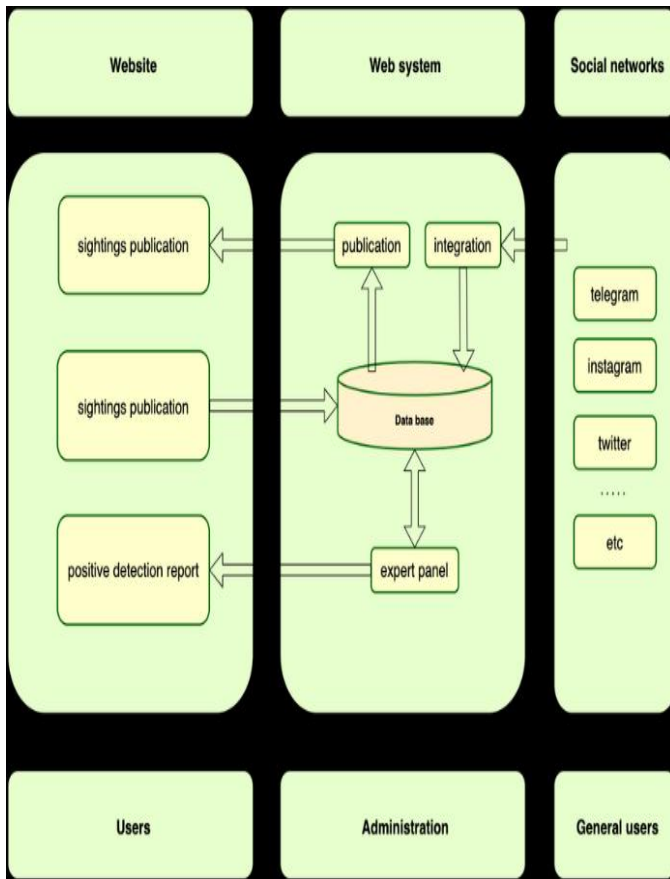 Website
Web system
Social networks
sightings publication
publication
integration
telegram
instagram
sightings publication
Data base
twitter
.....
etc
positive detection report
expert panel
Users
Administration
General users